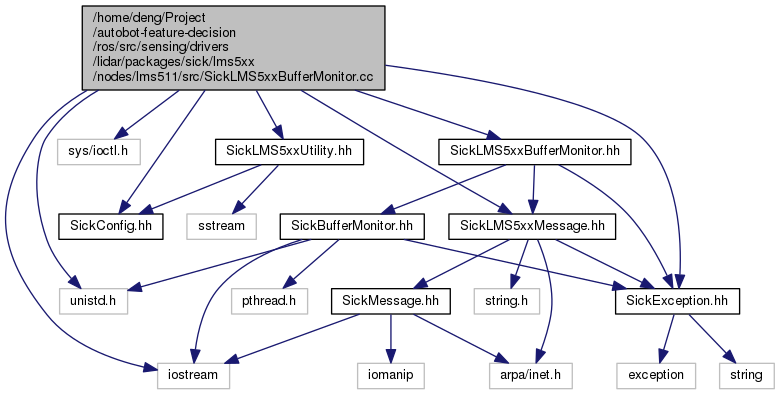 /home/deng/Project
/autobot-feature-decision
/ros/src/sensing/drivers
/lidar/packages/sick/lms5xx
/nodes/lms511/src/SickLMS5xxBufferMonitor.cc
sys/ioctl.h
SickLMS5xxUtility.hh
SickLMS5xxBufferMonitor.hh
SickConfig.hh
sstream
SickBufferMonitor.hh
SickLMS5xxMessage.hh
unistd.h
pthread.h
SickMessage.hh
string.h
SickException.hh
iostream
iomanip
arpa/inet.h
exception
string